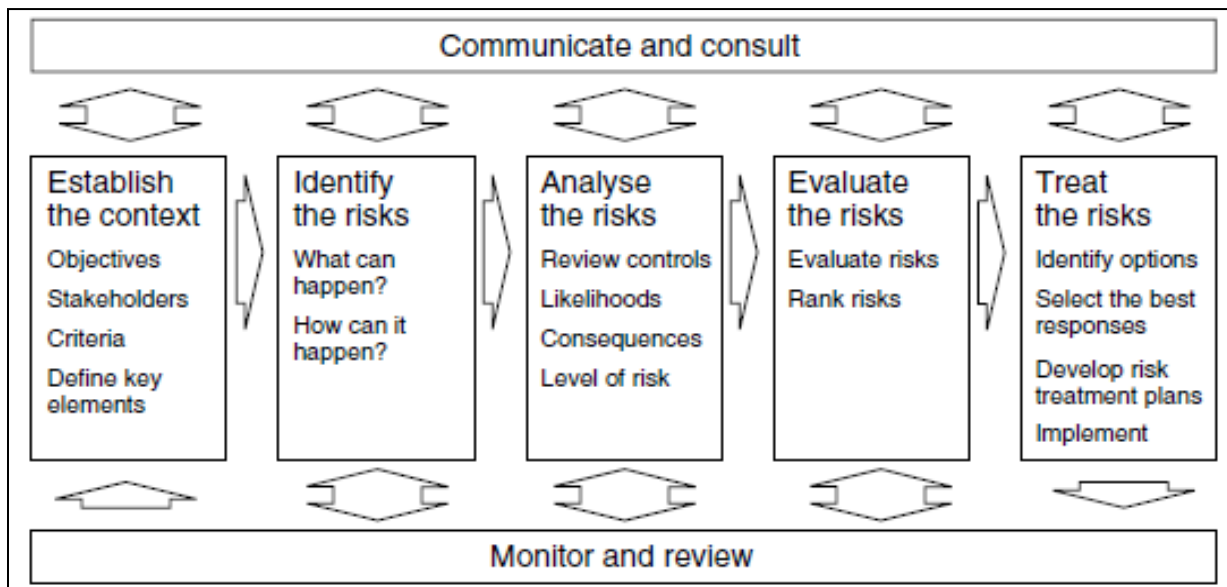 Communicate and consult
Establish
the context
Objectives
Stakeholders
Criteria
Define key
elements
Identify
the risks
What can
happen?
How can it
happen?
Analyse
the risks
Review controls
Likelihoods
Consequences
Level of risk
Evaluate
the risks
Evaluate risks
Rank risks
Treat
the risks
Identify options
Select the best
responses
Develop risk
treatment plans
Implement
Monitor and review